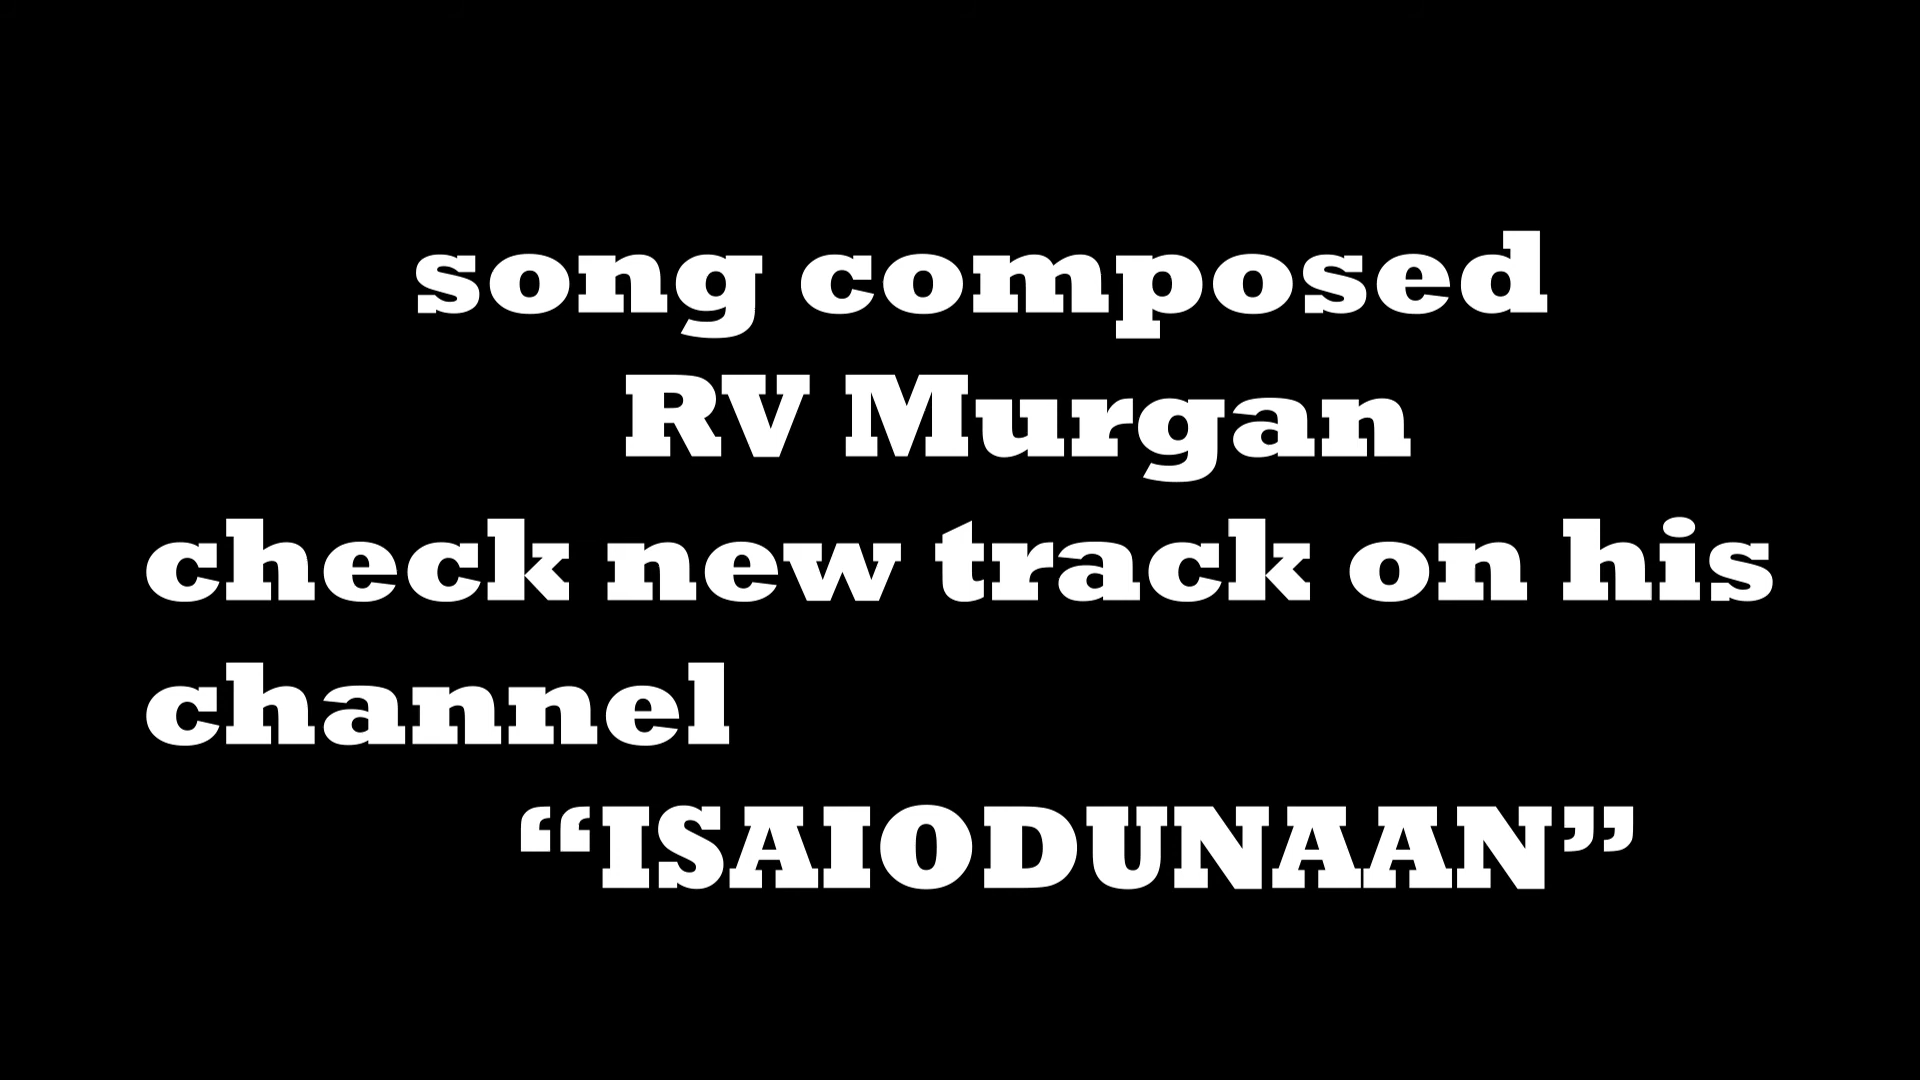 song composed
RV Murgan
check new track on his
channel
“ISAIODUNAAN”